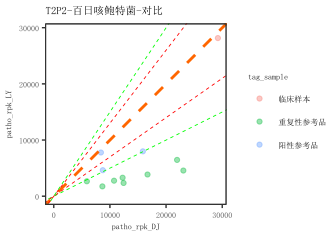 T2P2-百日咳鲍特菌-对比
patho_rpk_LY
30000
20000
10000
0
0
10000
20000
30000
patho_rpk_DJ
tag_sample
临床样本
重复性参考品
阳性参考品